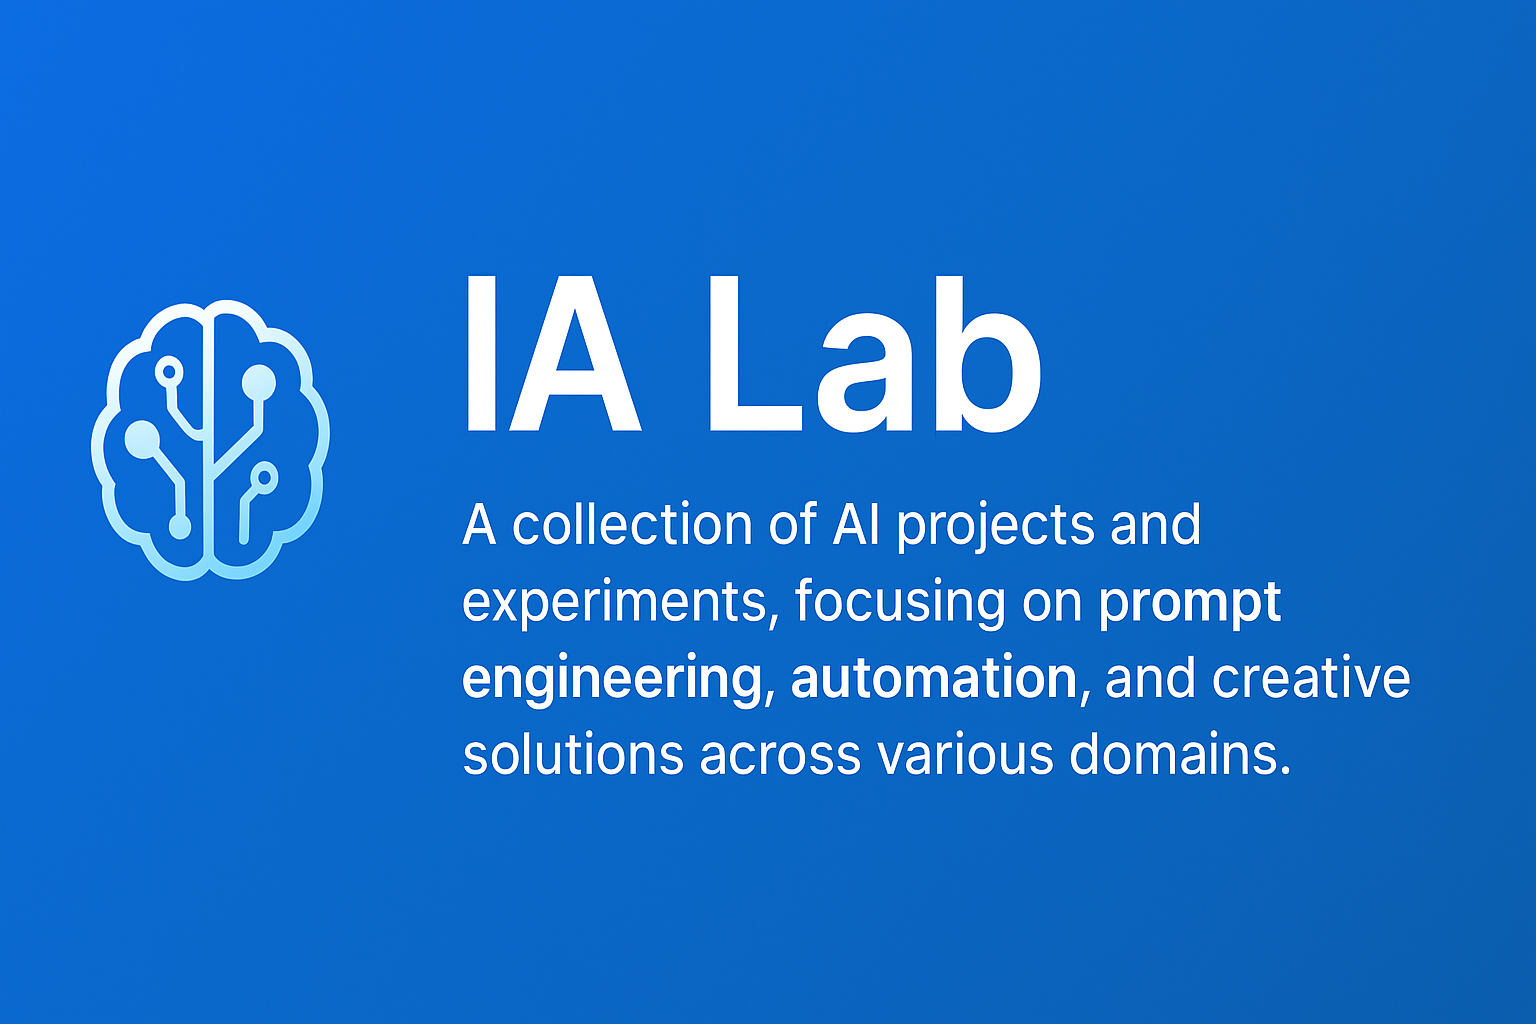 IA Lab
A collection of AI projects and
experiments, focusing on prompt
engineering, automation, and creative
solutions across various domains.